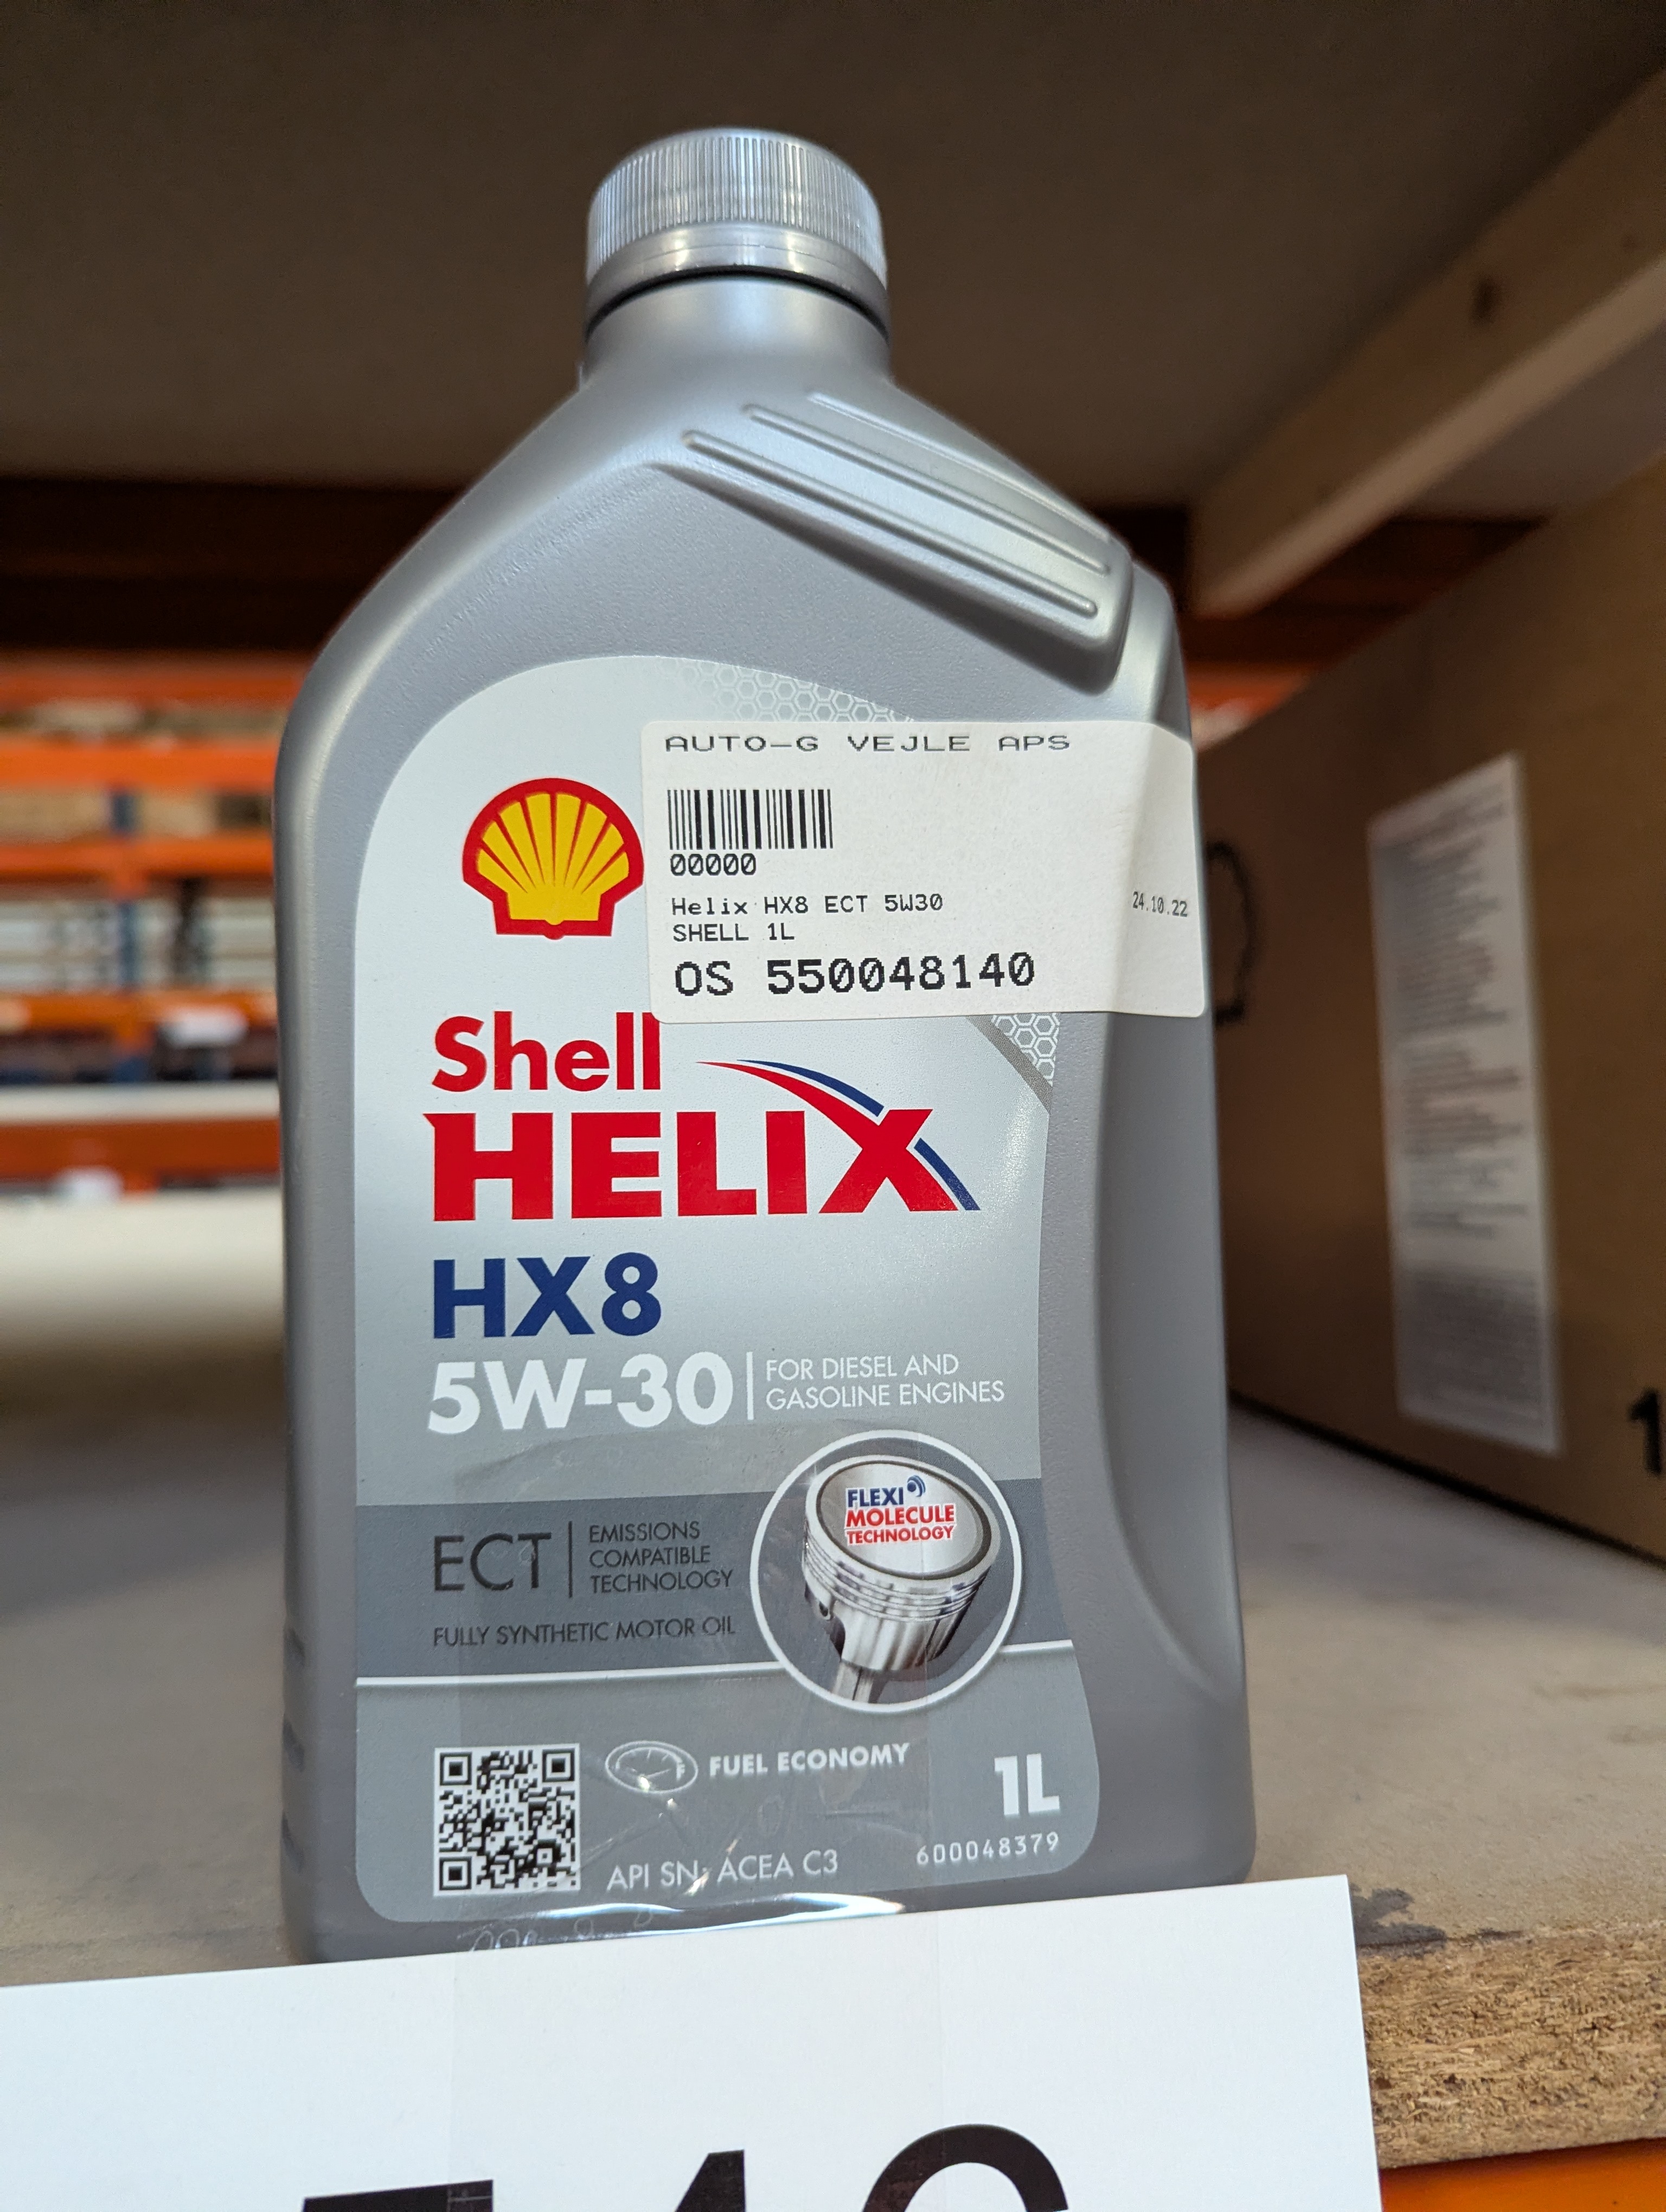 AUTO-G VEJLE APS
00000
Helix HX8 ECT 5W30
24.10.22
SHELL 1L
OS 550048140
Shell
HELIX
HX8
5W-30
FOR DIESEL AND
GASOLINE ENGINES
FLEXI
MOLECULE
TECHNOLOGY
ECT
EMISSIONS
COMPATIBLE
TECHNOLOGY
FULLY SYNTHETIC MOTOR OIL
FUEL ECONOMY
1L
600048379
API SN; ACEA C3
1